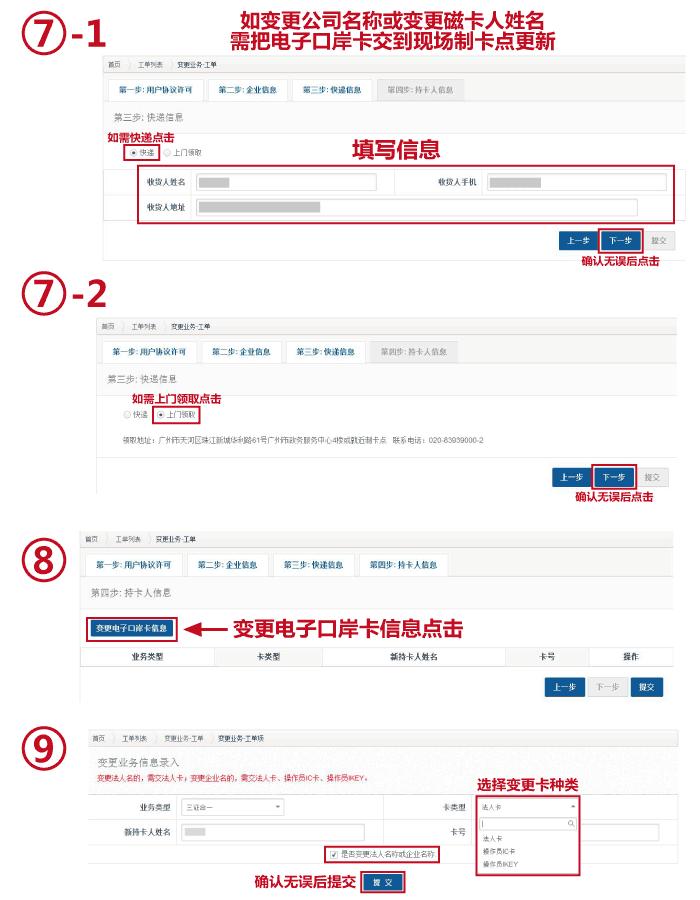 ⑦-1
如变更公司名称或变更磁卡人姓名
需把电子口岸卡交到现场制卡点更新
首页 工单列表 变更业务-工单
第一步: 用户协议许可 第二步: 企业信息 第三步: 快递信息 第四步: 持卡人信息
第三步: 快递信息
如需快递点击
快递 上门领取
填写信息
收货人姓名 收货人手机
收货人地址
上一步 下一步 提交
确认无误后点击
⑦-2
首页 工单列表 变更业务-工单
第一步: 用户协议许可 第二步: 企业信息 第三步: 快递信息 第四步: 持卡人信息
第三步: 快递信息
如需上门领取点击
快递 上门领取
领取地址：广州市天河区珠江新城华利路61号广州市政务服务中心4楼或就近制卡点 联系电话：020-83939000-2
上一步 下一步 提交
确认无误后点击
⑧
首页 工单列表 变更业务-工单
第一步: 用户协议许可 第二步: 企业信息 第三步: 快递信息 第四步: 持卡人信息
第四步: 持卡人信息
变更电子口岸卡信息 变更电子口岸卡信息点击
业务类型 卡类型 新持卡人姓名 卡号 操作
上一步 下一步 提交
⑨
首页 工单列表 变更业务-工单 变更业务-工单项
变更业务信息录入
变更法人名的，需交法人卡；变更企业名的，需交法人卡、操作员IC卡、操作员IKEY。
选择变更卡种类
业务类型 三证合一 卡类型 法人卡
新持卡人姓名 卡号
法人卡
操作员IC卡
操作员IKEY
是否变更法人名称或企业名称
确认无误后提交 提 交